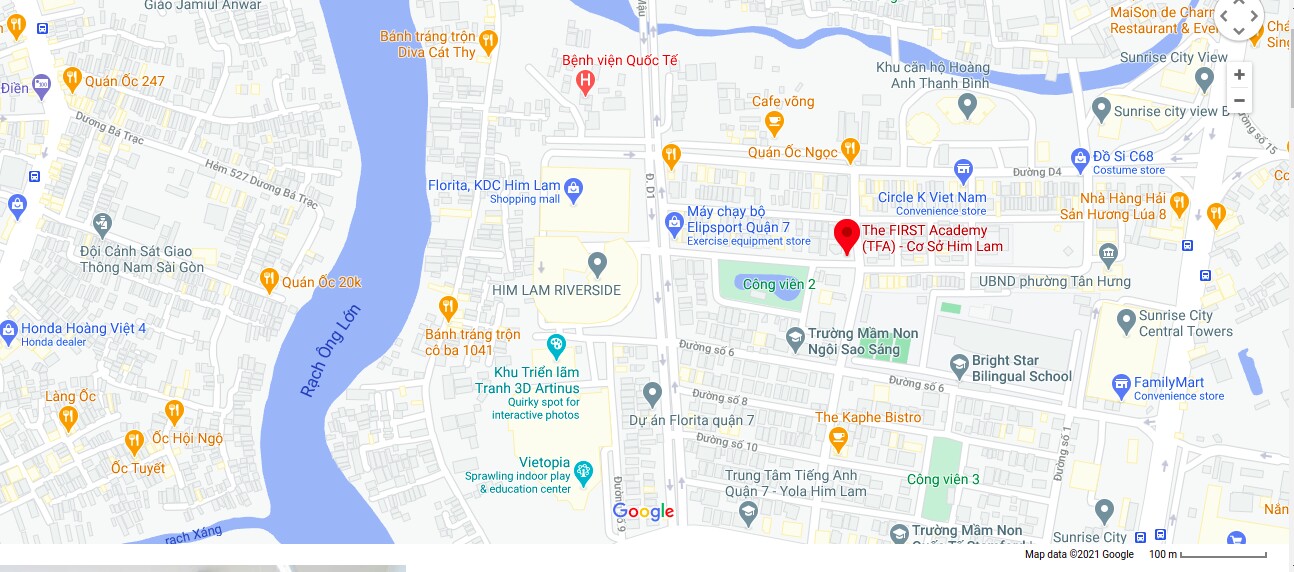 Giáo Jamiul Anwar
Bánh tráng trộn
Diva Cát Thy
Bệnh viện Quốc Tế
MaiSon de Charm
Restaurant &
Sunrise City View
Khu căn hộ Hoàng
Anh Thanh Bình
Quán Ốc 247
Điền
Cafe võng
Sunrise city view B
Dương Bá Trạc
Đường số 15
Hẻm 527 Dương Bá Trạc
Quán Ốc Ngọc
Đồ Si C68
Costume store
Đường D4
Florita, KDC Him Lam
Shopping mall
Đ. D1
Circle K Viet Nam
Convenience store
Nhà Hàng Hải
Sản Hương Lúa 8
Máy chạy bộ
Elipsport Quận 7
Exercise equipment store
The FIRST Academy
(TFA) - Cơ Sở Him Lam
Đội Cảnh Sát Giao
Thông Nam Sài Gòn
Quán Ốc 20k
HIM LAM RIVERSIDE
Công viên 2
UBND phường Tân Hưng
Honda Hoàng Việt 4
Honda dealer
Rạch Ông Lớn
Bánh tráng trộn
cô ba 1041
Trường Mầm Non
Ngôi Sao Sáng
Sunrise City
Central Towers
Đường số 6
Khu Triển lãm
Tranh 3D Artinus
Quirky spot for
interactive photos
Bright Star
Bilingual School
Đường số 6
FamilyMart
Convenience store
Làng Ốc
Đường số 8
Ốc Hội Ngộ
Dự án Florita quận 7
The Kaphe Bistro
Đường số 10
Đường số 1
Ốc Tuyết
Vietopia
Sprawling indoor play
& education center
Trung Tâm Tiếng Anh
Quận 7 - Yola Him Lam
Công viên 3
Google
rạch Xáng
Trường Mầm Non
Sunrise City
Map data ©2021 Google
100 m